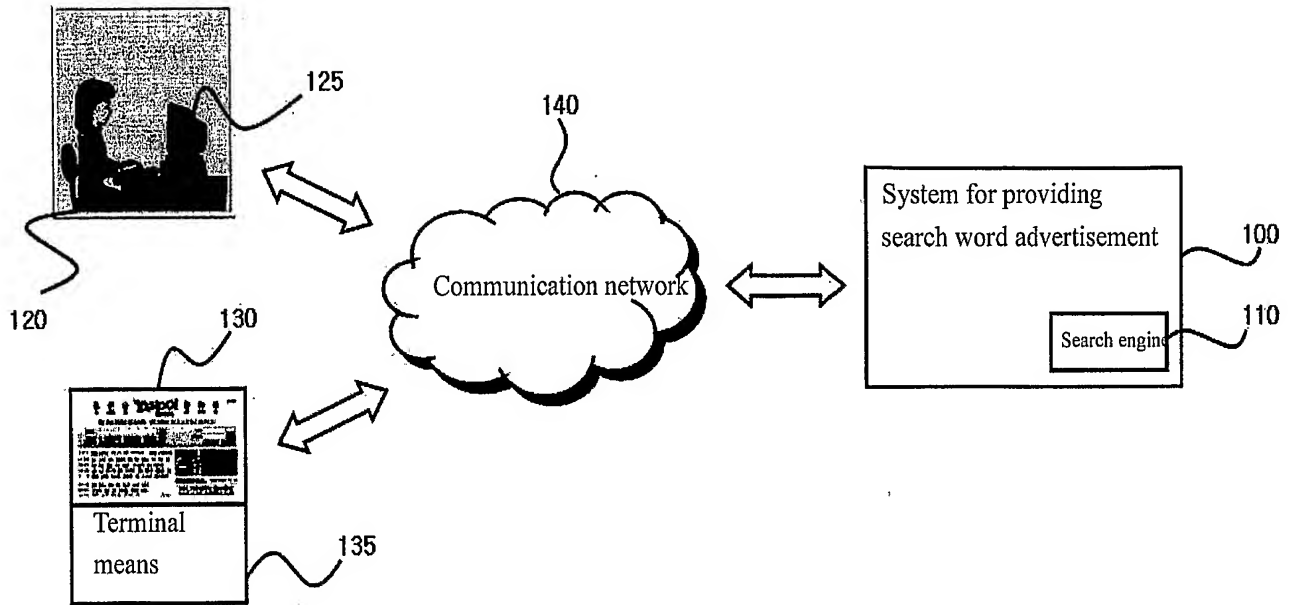 125
140
System for providing
search word advertisement
100
Communication network
Search engine
110
120
130
Yahoo!
Terminal
means
135